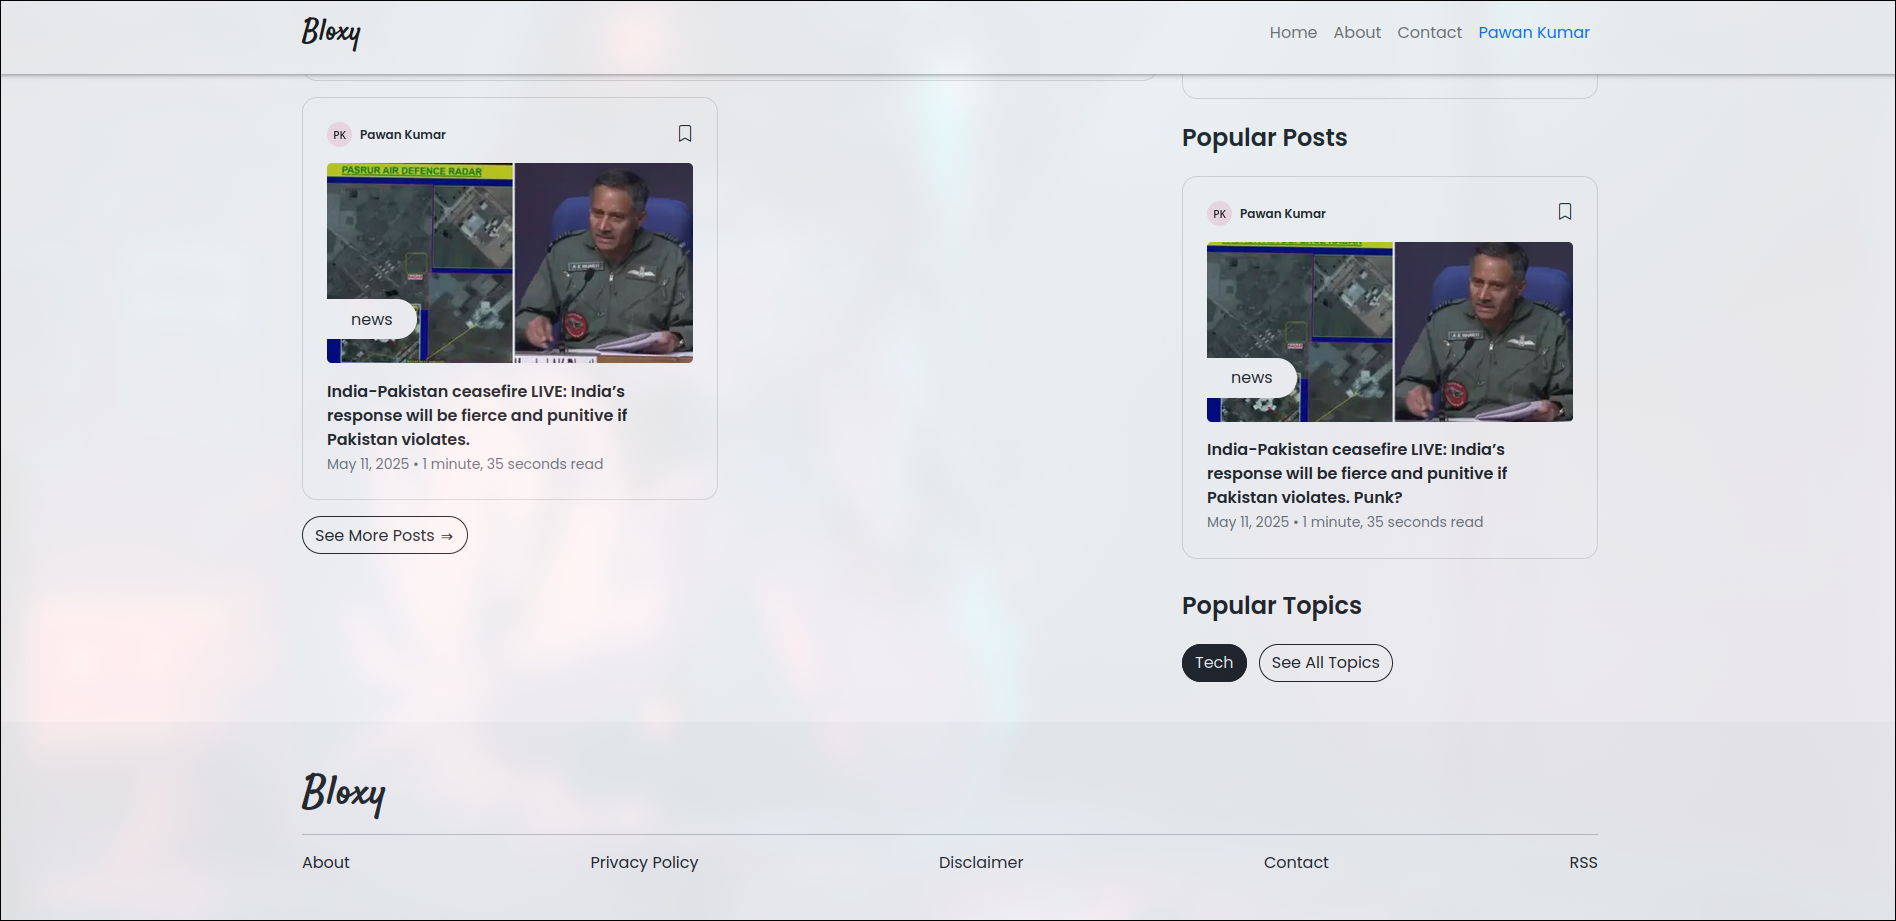 Bloxy
Home About Contact Pawan Kumar
PK Pawan Kumar
PASRUR AIR DEFENCE RADAR
news
India-Pakistan ceasefire LIVE: India’s
response will be fierce and punitive if
Pakistan violates.
May 11, 2025 • 1 minute, 35 seconds read
See More Posts ⇒
Popular Posts
PK Pawan Kumar
news
India-Pakistan ceasefire LIVE: India’s
response will be fierce and punitive if
Pakistan violates. Punk?
May 11, 2025 • 1 minute, 35 seconds read
Popular Topics
Tech See All Topics
Bloxy
About Privacy Policy Disclaimer Contact RSS